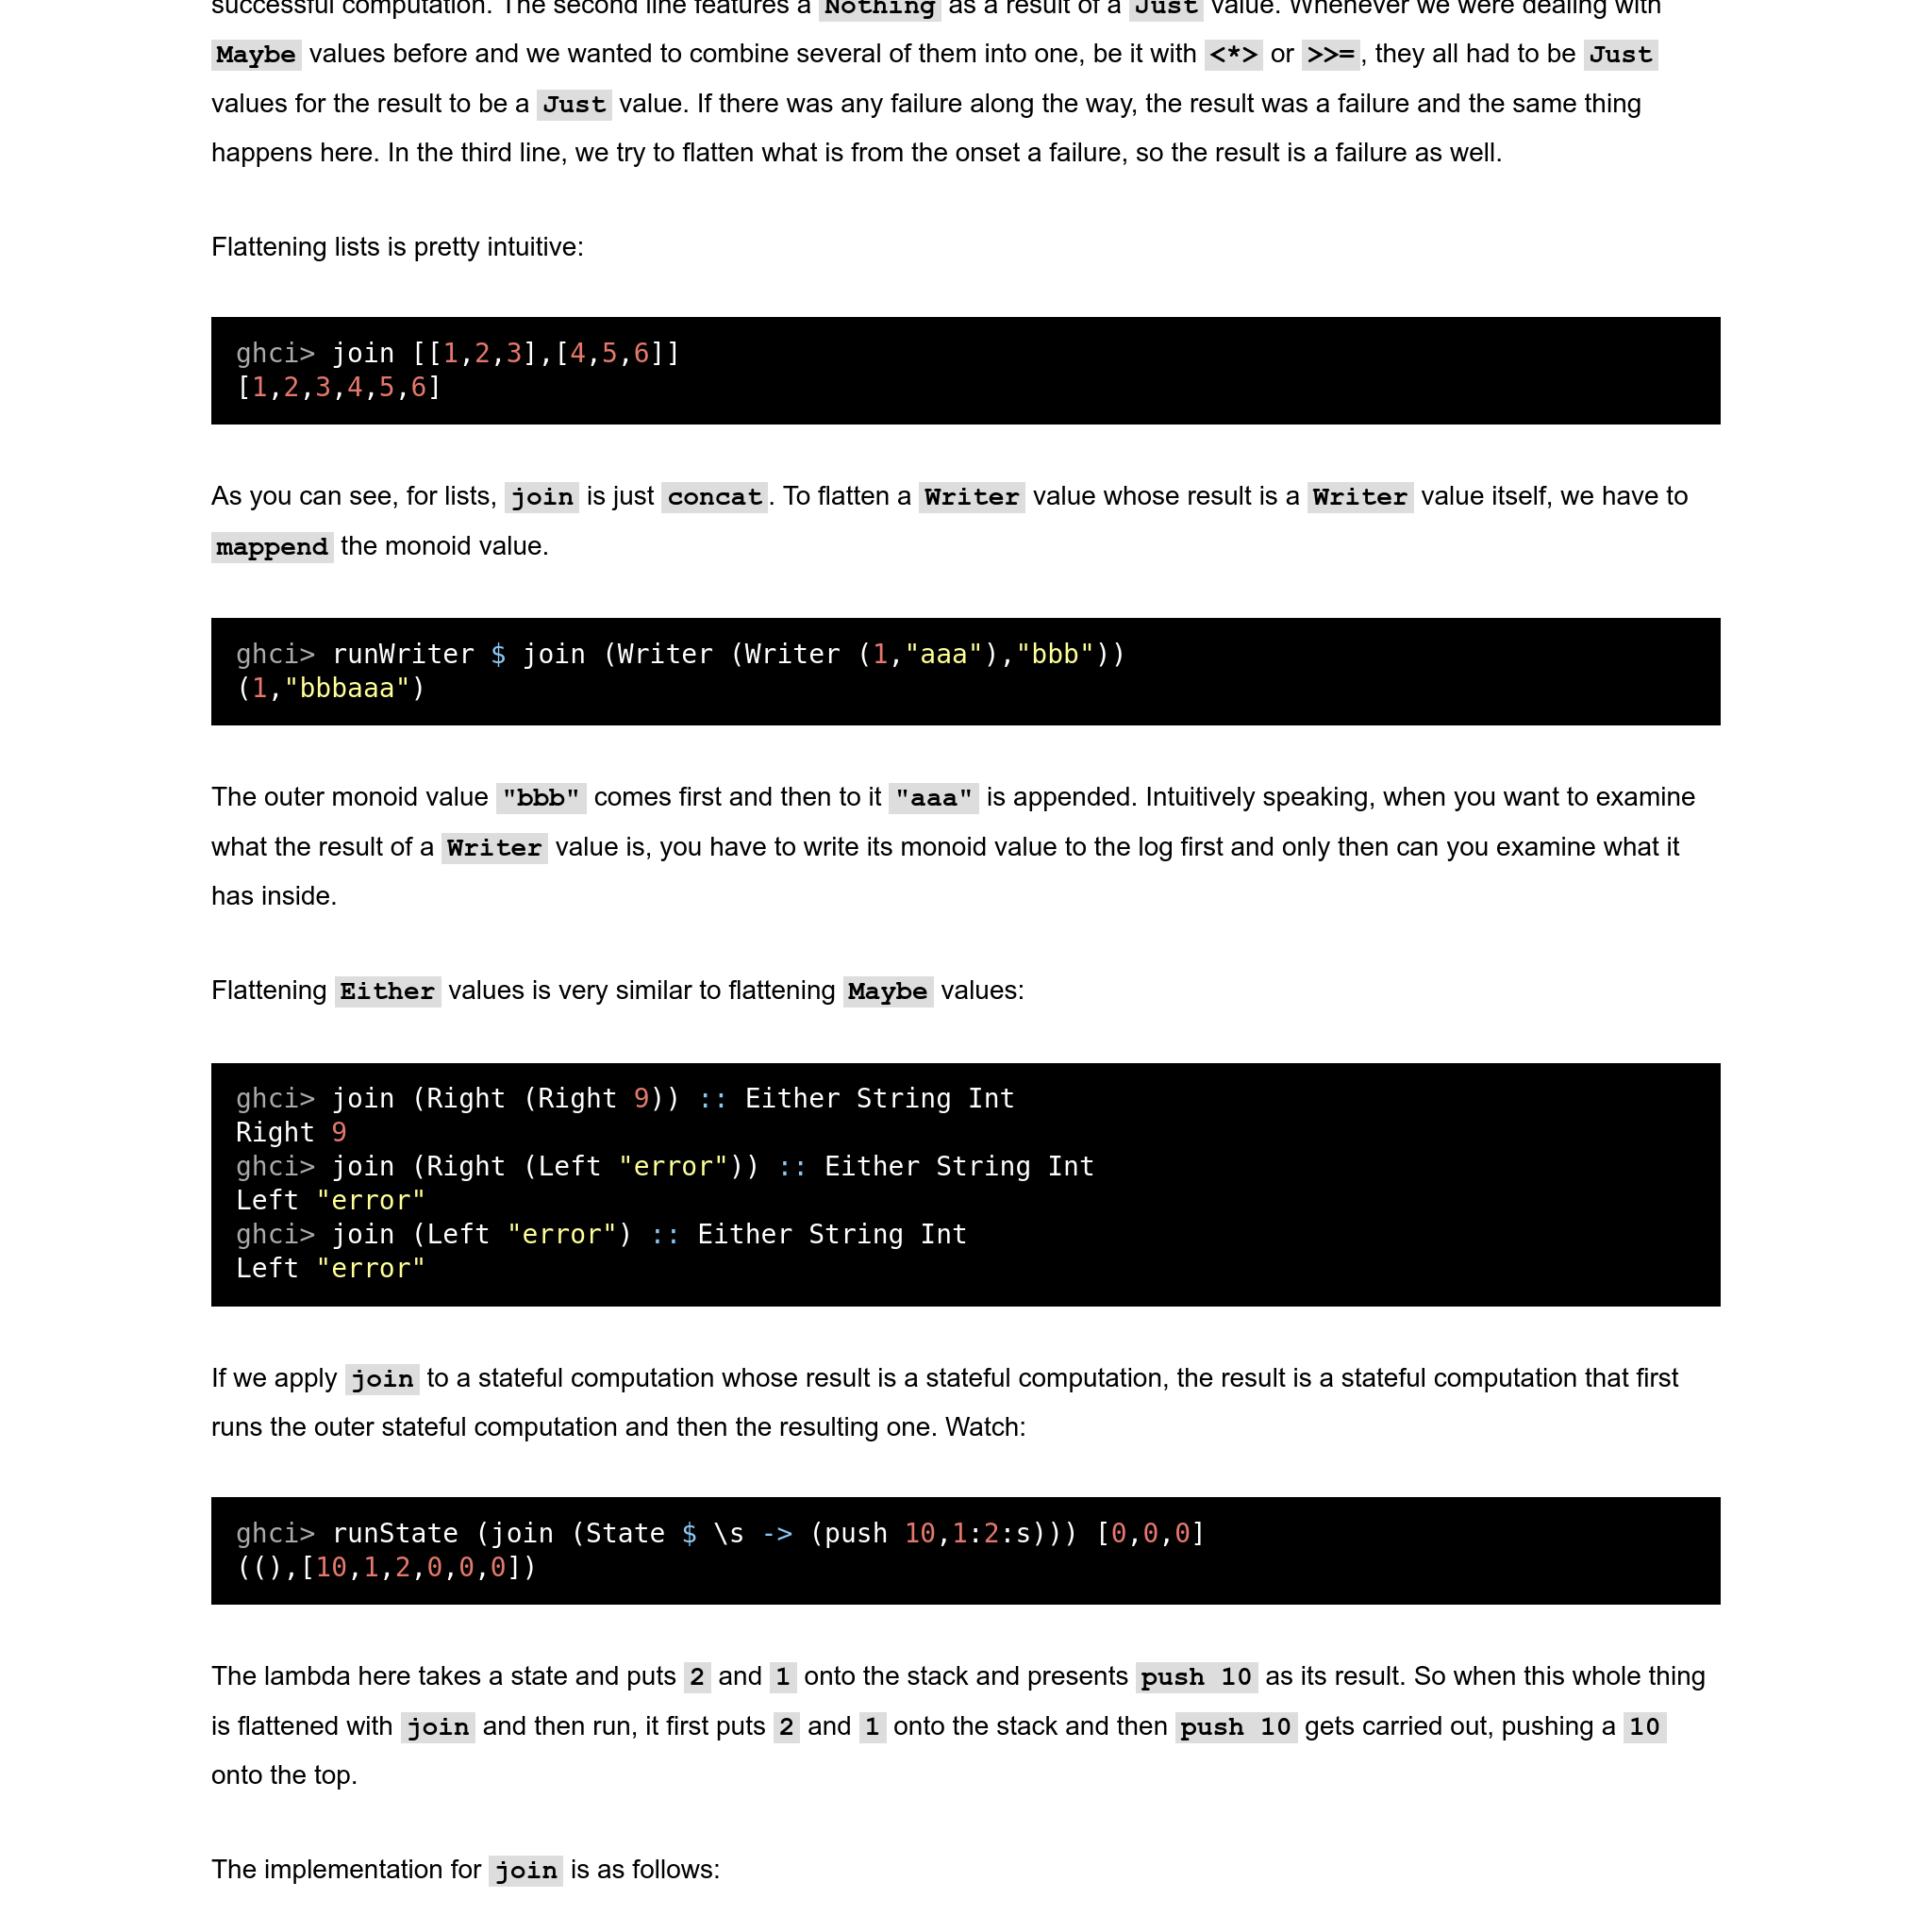 successful computation. The second line features a Nothing as a result of a Just value. Whenever we were dealing with
Maybe values before and we wanted to combine several of them into one, be it with <*> or >>=, they all had to be Just
values for the result to be a Just value. If there was any failure along the way, the result was a failure and the same thing
happens here. In the third line, we try to flatten what is from the onset a failure, so the result is a failure as well.
Flattening lists is pretty intuitive:
ghci> join [[1,2,3],[4,5,6]]
[1,2,3,4,5,6]
As you can see, for lists, join is just concat. To flatten a Writer value whose result is a Writer value itself, we have to
mappend the monoid value.
ghci> runWriter $ join (Writer (Writer (1,"aaa"),"bbb"))
(1,"bbbaaa")
The outer monoid value "bbb" comes first and then to it "aaa" is appended. Intuitively speaking, when you want to examine
what the result of a Writer value is, you have to write its monoid value to the log first and only then can you examine what it
has inside.
Flattening Either values is very similar to flattening Maybe values:
ghci> join (Right (Right 9)) :: Either String Int
Right 9
ghci> join (Right (Left "error")) :: Either String Int
Left "error"
ghci> join (Left "error") :: Either String Int
Left "error"
If we apply join to a stateful computation whose result is a stateful computation, the result is a stateful computation that first
runs the outer stateful computation and then the resulting one. Watch:
ghci> runState (join (State $ \s -> (push 10,1:2:s))) [0,0,0]
((),[10,1,2,0,0,0])
The lambda here takes a state and puts 2 and 1 onto the stack and presents push 10 as its result. So when this whole thing
is flattened with join and then run, it first puts 2 and 1 onto the stack and then push 10 gets carried out, pushing a 10
onto the top.
The implementation for join is as follows: